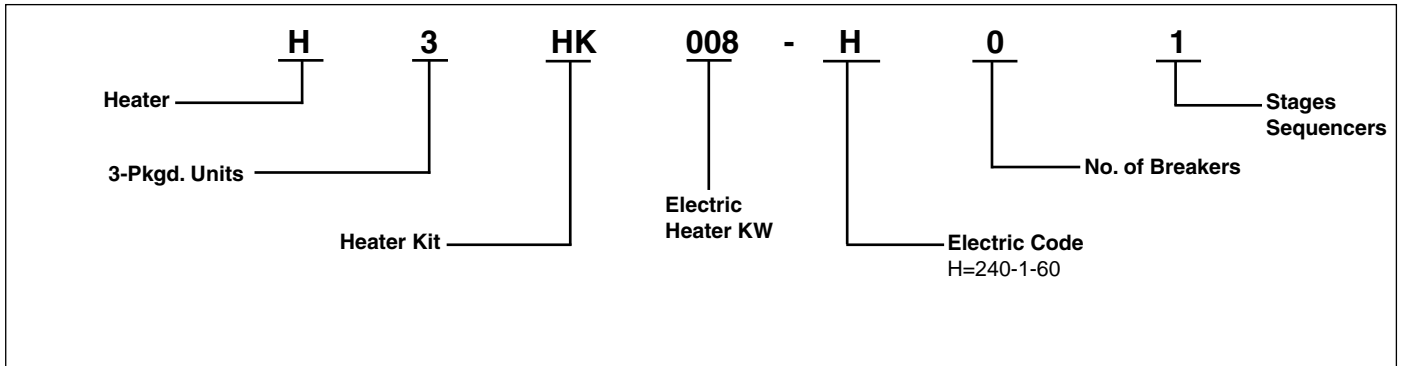 H 3 HK 008 - H 0 1
Heater
Stages
Sequencers
3-Pkgd. Units
No. of Breakers
Electric
Heater KW
Heater Kit
Electric Code
H=240-1-60